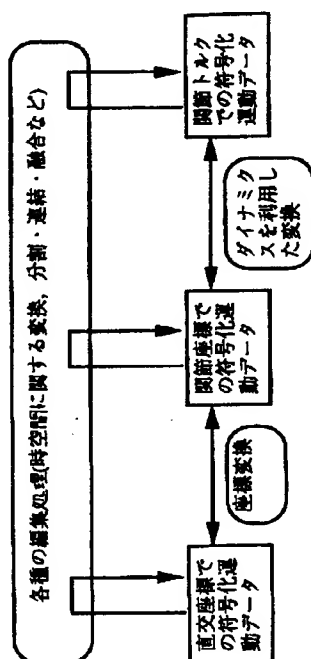 各種の編集処理(時空間に関する変換, 分割・連結・融合など)
直交座標で
の符号化運
動データ
座標変換
関節座標で
の符号化運
動データ
ダイナミク
スを利用し
た変換
関節トルク
での符号化
運動データ